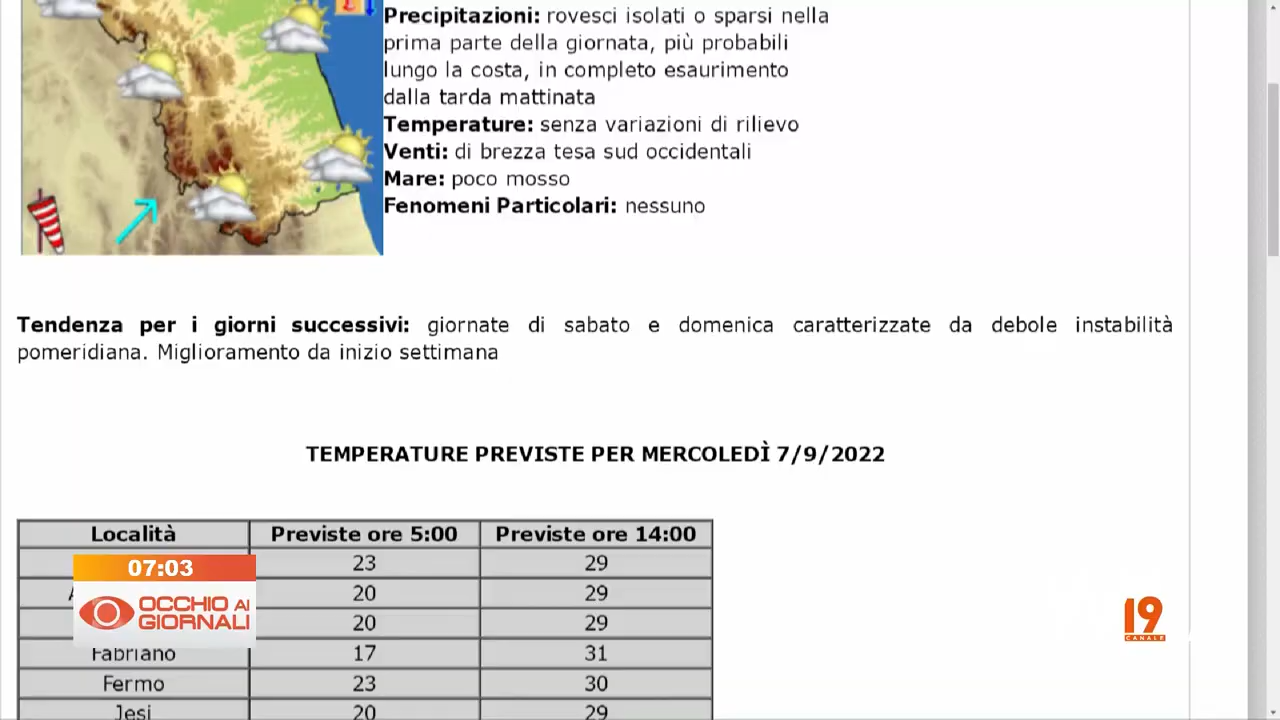 Precipitazioni: rovesci isolati o sparsi nella
prima parte della giornata, più probabili
lungo la costa, in completo esaurimento
dalla tarda mattinata
Temperature: senza variazioni di rilievo
Venti: di brezza tesa sud occidentali
Mare: poco mosso
Fenomeni Particolari: nessuno
Tendenza per i giorni successivi: giornate di sabato e domenica caratterizzate da debole instabilità
pomeridiana. Miglioramento da inizio settimana
TEMPERATURE PREVISTE PER MERCOLEDÌ 7/9/2022
Località Previste ore 5:00 Previste ore 14:00
23 29
20 29
20 29
Fabriano 17 31
Fermo 23 30
Jesi 20 29
07:03
OCCHIO AI
GIORNALI
19
CANALE